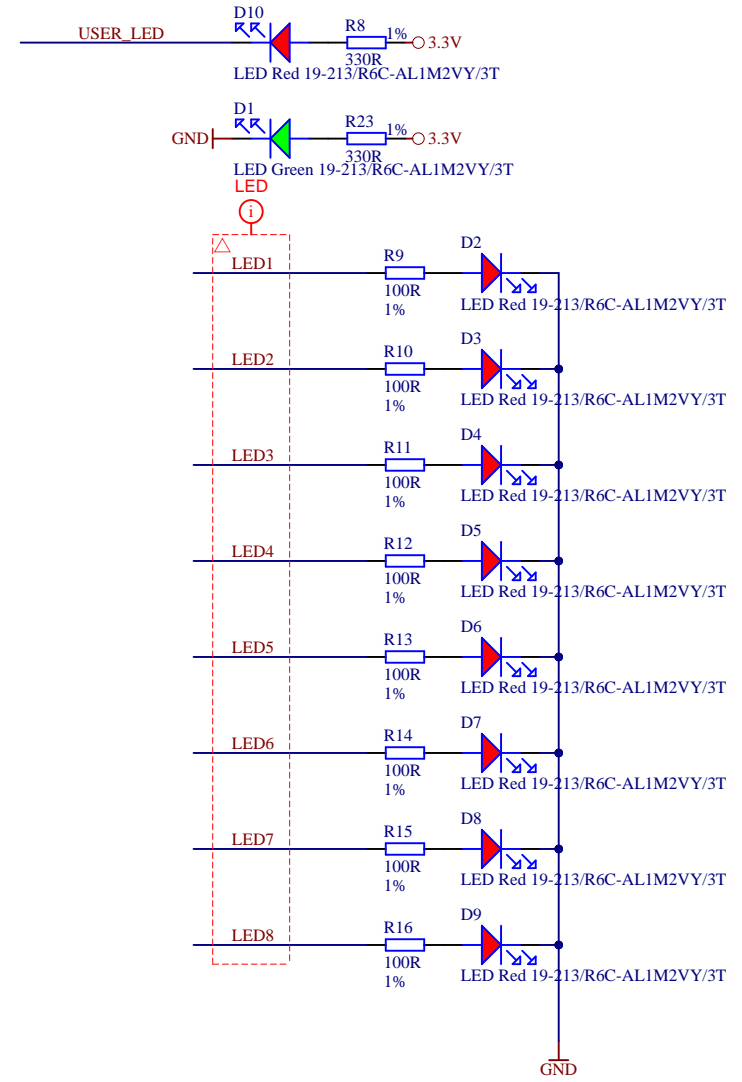 D10
R8
USER_LED
1%
3.3V
330R
LED Red 19-213/R6C-AL1M2VY/3T
D1
R23
1%
GND
3.3V
330R
LED Green 19-213/R6C-AL1M2VY/3T
LED
i
D2
LED1
R9
100R
LED Red 19-213/R6C-AL1M2VY/3T
1%
D3
LED2
R10
100R
LED Red 19-213/R6C-AL1M2VY/3T
1%
D4
LED3
R11
100R
LED Red 19-213/R6C-AL1M2VY/3T
1%
D5
LED4
R12
100R
LED Red 19-213/R6C-AL1M2VY/3T
1%
D6
LED5
R13
100R
LED Red 19-213/R6C-AL1M2VY/3T
1%
D7
LED6
R14
100R
LED Red 19-213/R6C-AL1M2VY/3T
1%
D8
LED7
R15
100R
LED Red 19-213/R6C-AL1M2VY/3T
1%
D9
LED8
R16
100R
LED Red 19-213/R6C-AL1M2VY/3T
1%
GND